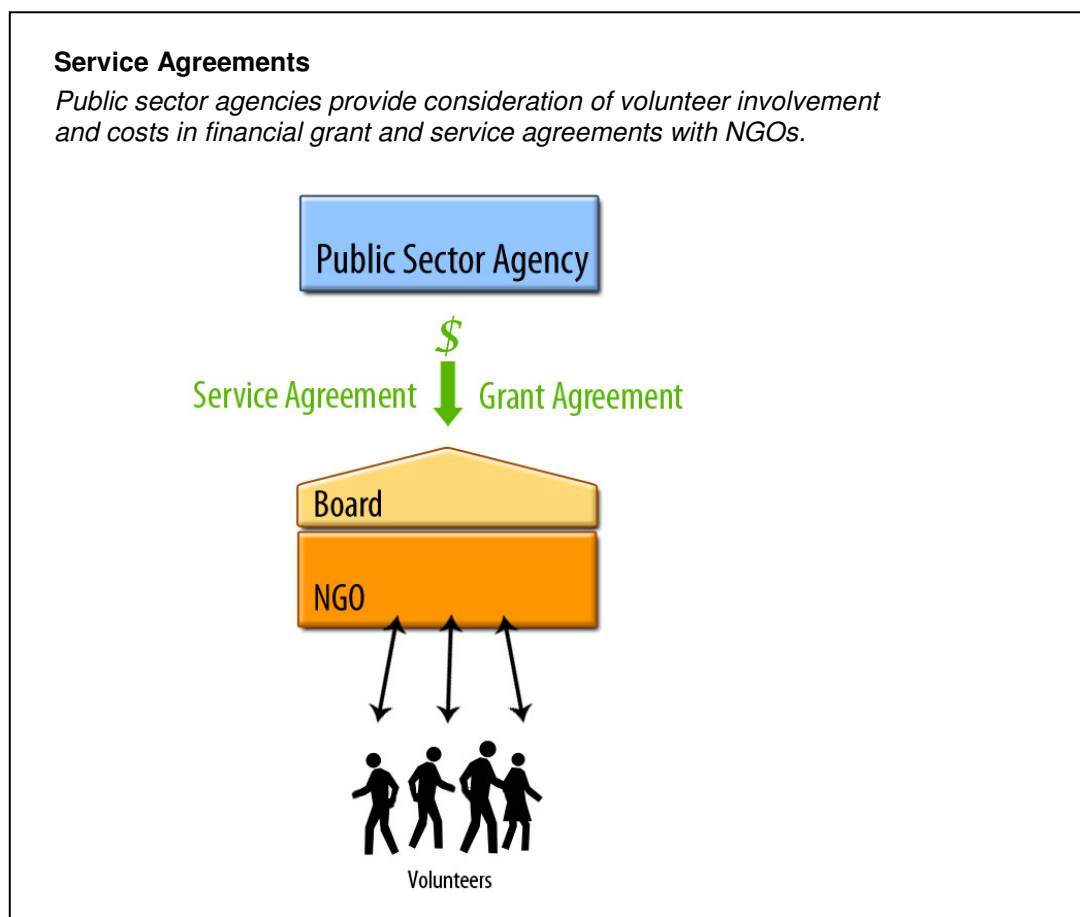 Service Agreements
Public sector agencies provide consideration of volunteer involvement
and costs in financial grant and service agreements with NGOs.
Public Sector Agency
$
Service Agreement Grant Agreement
Board
NGO
Volunteers